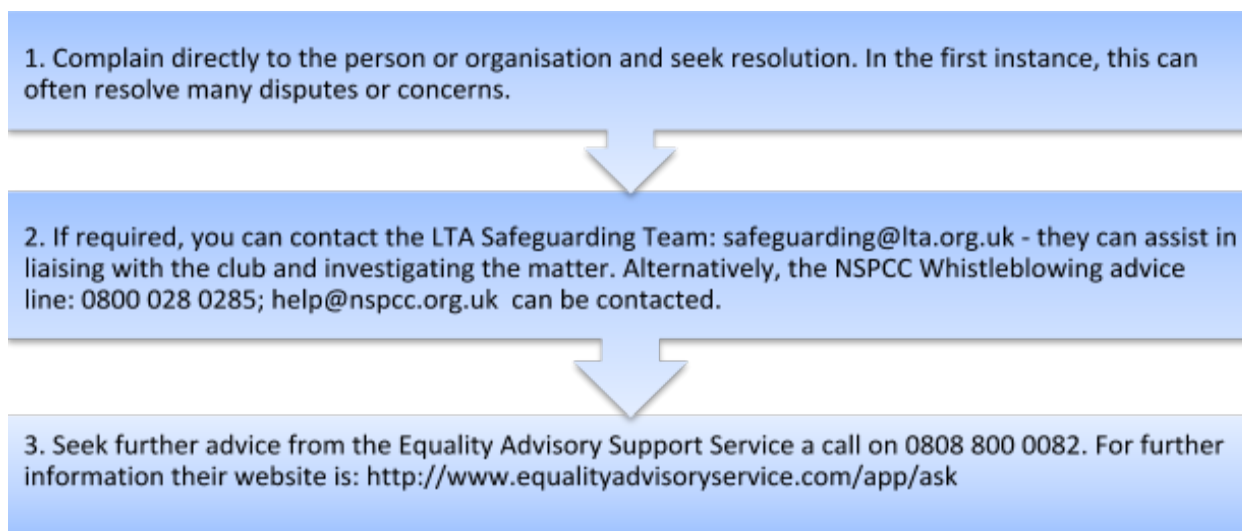 1. Complain directly to the person or organisation and seek resolution. In the first instance, this can
often resolve many disputes or concerns.
2. If required, you can contact the LTA Safeguarding Team: safeguarding@lta.org.uk - they can assist in
liaising with the club and investigating the matter. Alternatively, the NSPCC Whistleblowing advice
line: 0800 028 0285; help@nspcc.org.uk  can be contacted.
3. Seek further advice from the Equality Advisory Support Service a call on 0808 800 0082. For further
information their website is: http://www.equalityadvisoryservice.com/app/ask